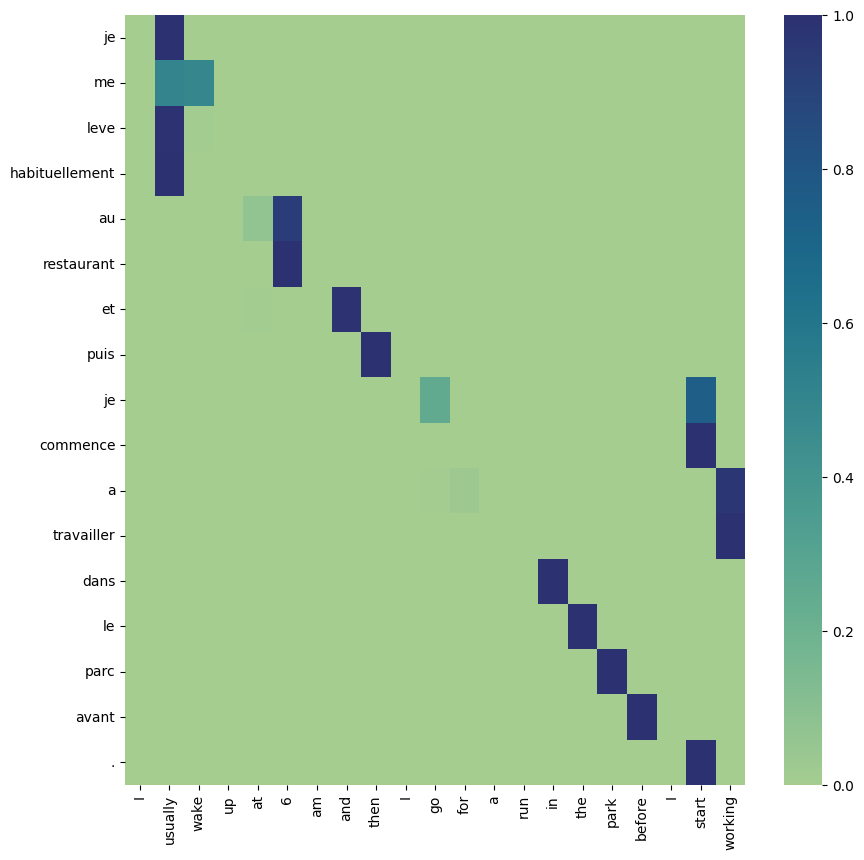 je
me
leve
habituellement
au
restaurant
et
puis
je
commence
a
travailler
dans
le
parc
avant
.
I
usually
wake
up
at
6
am
and
then
I
go
for
a
run
in
the
park
before
I
start
working
1.0
0.8
0.6
0.4
0.2
0.0